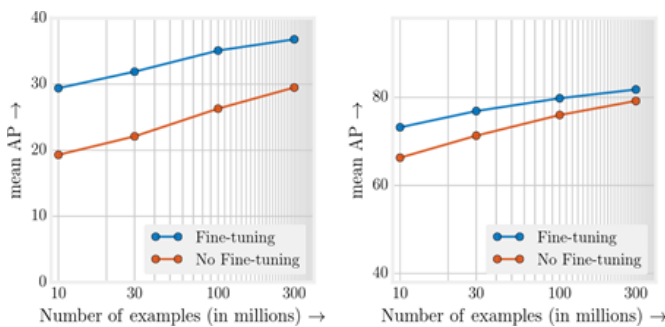 40
30
20
10
0
mean AP →
Fine-tuning
No Fine-tuning
10 30 100 300
Number of examples (in millions) →
80
60
40
mean AP →
Fine-tuning
No Fine-tuning
10 30 100 300
Number of examples (in millions) →